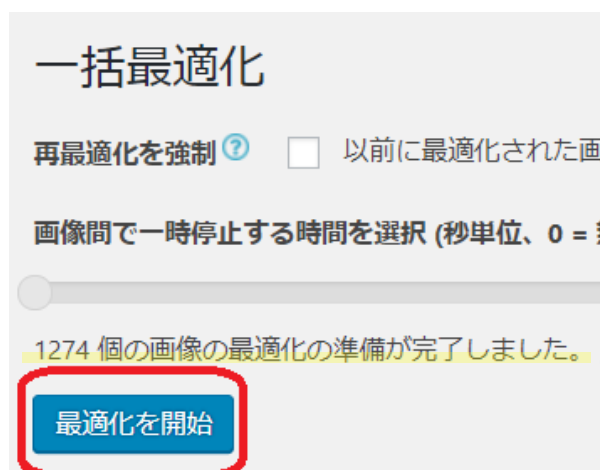 一括最適化
再最適化を強制 ? 以前に最適化された画
画像間で一時停止する時間を選択 (秒単位、0 =
1274 個の画像の最適化の準備が完了しました。
最適化を開始